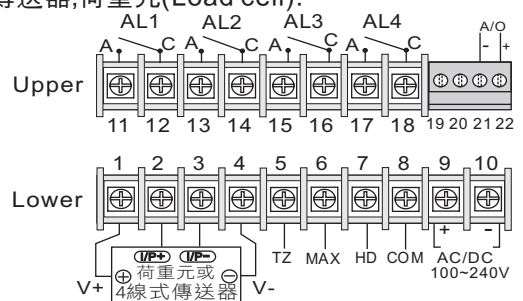 傳送器,荷重元(Load cell).
AL1 AL2 AL3 AL4
A C A C A C A C
A/O
- +
Upper
11 12 13 14 15 16 17 18 19 20 21 22
1 2 3 4 5 6 7 8 9 10
Lower
+ -
I/P+ I/P-
TZ MAX HD COM AC/DC
100~240V
荷重元或
V+ 4線式傳送器 V-